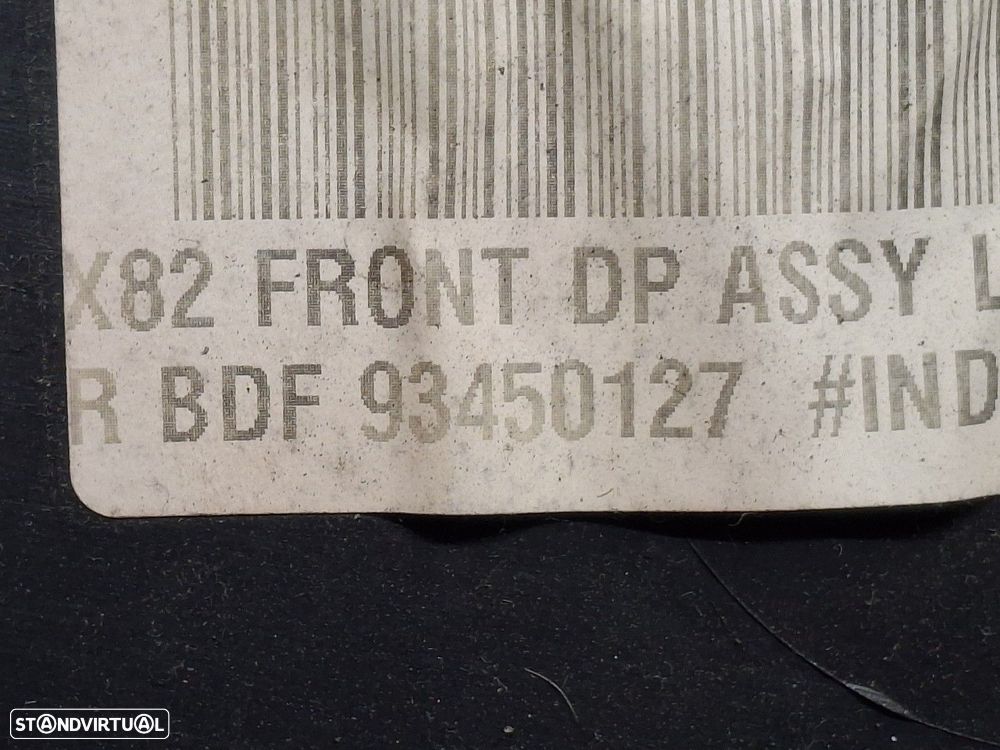 X82 FRONT DP ASSY L
R BDF 93450127 #IND
STANDVIRTUAL